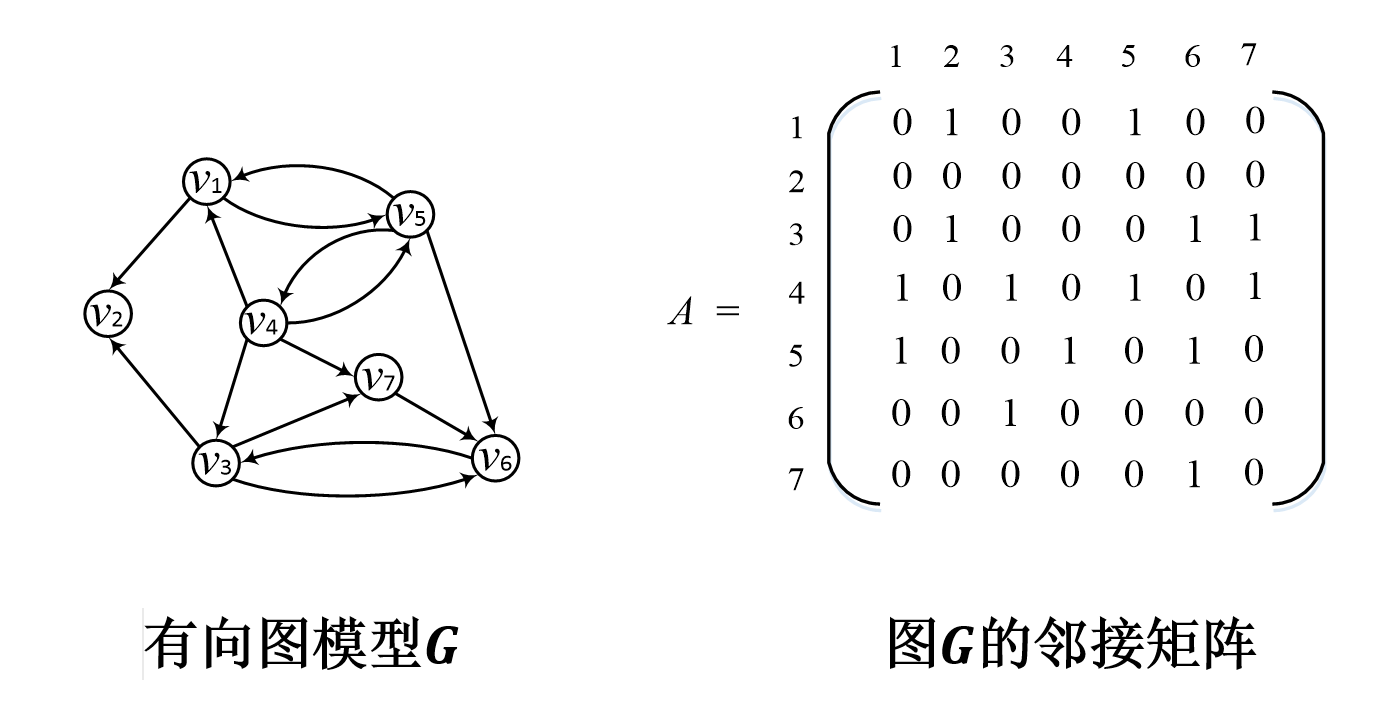 v1
v5
v2
v4
v7
v3
v6
有向图模型G
1 2 3 4 5 6 7
1 0 1 0 0 1 0 0
2 0 0 0 0 0 0 0
3 0 1 0 0 0 1 1
A = 4 1 0 1 0 1 0 1
5 1 0 0 1 0 1 0
6 0 0 1 0 0 0 0
7 0 0 0 0 0 1 0
图G的邻接矩阵